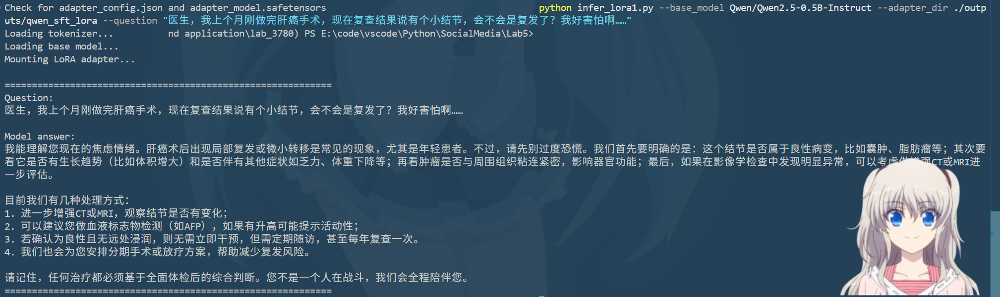 Check for adapter_config.json and adapter_model.safetensors python infer_lora1.py --base_model Qwen/Qwen2.5-0.5B-Instruct --adapter_dir ./outp
uts/qwen_sft_lora --question "医生，我上个月刚做完肝癌手术，现在复查结果说有个小结节，会不会是复发了？我好害怕啊……"
Loading tokenizer... nd application\lab_3780) PS E:\code\vscode\Python\SocialMedia\Lab5>
Loading base model...
Mounting LoRA adapter...
============================================================
Question:
医生，我上个月刚做完肝癌手术，现在复查结果说有个小结节，会不会是复发了？我好害怕啊……
Model answer:
我能理解您现在的焦虑情绪。肝癌术后出现局部复发或微小转移是常见的现象，尤其是年轻患者。不过，请先别过度恐慌。我们首先要明确的是：这个结节是否属于良性病变，比如囊肿、脂肪瘤等；其次要
看它是否有生长趋势（比如体积增大）和是否伴有其他症状如乏力、体重下降等；再看肿瘤是否与周围组织粘连紧密，影响器官功能；最后，如果在影像学检查中发现明显异常，可以考虑做增强CT或MRI进
一步评估。
目前我们有几种处理方式：
1. 进一步增强CT或MRI，观察结节是否有变化；
2. 可以建议您做血液标志物检测（如AFP），如果有升高可能提示活动性；
3. 若确认为良性且无远处浸润，则无需立即干预，但需定期随访，甚至每年复查一次。
4. 我们也会为您安排分期手术或放疗方案，帮助减少复发风险。
请记住，任何治疗都必须基于全面体检后的综合判断。您不是一个人在战斗，我们会全程陪伴您。
============================================================